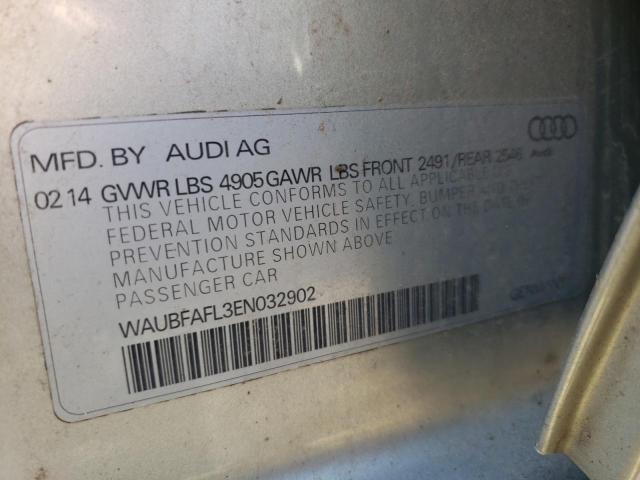 MFD. BY AUDI AG
02 14 GVWR LBS 4905 GAWR LBS FRONT 2491/REAR 2546
Audi
THIS VEHICLE CONFORMS TO ALL APPLICABLE
FEDERAL MOTOR VEHICLE SAFETY, BUMPER AND THEFT
PREVENTION STANDARDS IN EFFECT ON THE DATE OF
MANUFACTURE SHOWN ABOVE
PASSENGER CAR
WAUBFAFL3EN032902